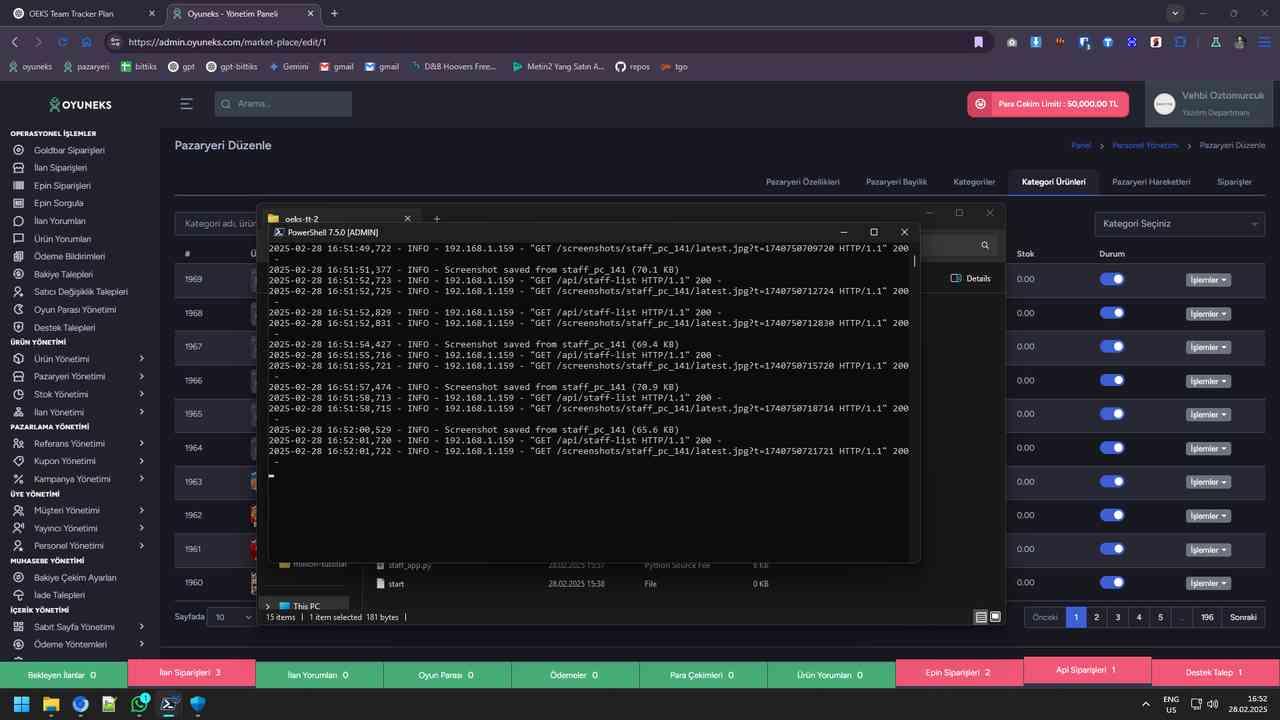 OEKS Team Tracker Plan
Oyuneks - Yönetim Paneli
https://admin.oyuneks.com/market-place/edit/1
oyuneks
pazaryeri
bittiks
gpt
gpt-bittiks
Gemini
gmail
gmail
D&B Hoovers Free...
Metin2 Yang Satın A...
repos
tgo
OYUNEKS
Arama...
Para Cekim Limiti : 50,000.00 TL
Vehbi Oztomurcuk
Yazılım Departmanı
OPERASYONEL İŞLEMLER
Goldbar Siparişleri
İlan Siparişleri
Epin Siparişleri
Epin Sorgula
İlan Yorumları
Ürün Yorumları
Ödeme Bildirimleri
Bakiye Talepleri
Satıcı Değişiklik Talepleri
Oyun Parası Yönetimi
Destek Talepleri
ÜRÜN YÖNETİMİ
Ürün Yönetimi
Pazaryeri Yönetimi
Stok Yönetimi
İlan Yönetimi
PAZARLAMA YÖNETİMİ
Referans Yönetimi
Kupon Yönetimi
Kampanya Yönetimi
ÜYE YÖNETİMİ
Müşteri Yönetimi
Yayıncı Yönetimi
Personel Yönetimi
MUHASEBE YÖNETİMİ
Bakiye Çekim Ayarları
İade Talepleri
İÇERİK YÖNETİMİ
Sabit Sayfa Yönetimi
Ödeme Yöntemleri
Pazaryeri Düzenle
Panel > Personel Yönetimi > Pazaryeri Düzenle
Pazaryeri Özellikleri
Pazaryeri Bayilik
Kategoriler
Kategori Ürünleri
Pazaryeri Hareketleri
Siparişler
Kategori adı, ürün
Kategori Seçiniz
#
Stok
Durum
1969
0.00
İşlemler
1968
0.00
İşlemler
1967
0.00
İşlemler
1966
0.00
İşlemler
1965
0.00
İşlemler
1964
0.00
İşlemler
1963
0.00
İşlemler
1962
0.00
İşlemler
1961
0.00
İşlemler
1960
0.00
İşlemler
Sayfada 10
Önceki 1 2 3 4 5 ... 196 Sonraki
oeks-tt-2
Details
PowerShell 7.5.0 [ADMIN]
2025-02-28 16:51:49,722 - INFO - 192.168.1.159 - "GET /screenshots/staff_pc_141/latest.jpg?t=1740750709720 HTTP/1.1" 200
-
2025-02-28 16:51:51,377 - INFO - Screenshot saved from staff_pc_141 (70.1 KB)
2025-02-28 16:51:52,723 - INFO - 192.168.1.159 - "GET /api/staff-list HTTP/1.1" 200 -
2025-02-28 16:51:52,725 - INFO - 192.168.1.159 - "GET /screenshots/staff_pc_141/latest.jpg?t=1740750712724 HTTP/1.1" 200
-
2025-02-28 16:51:52,829 - INFO - 192.168.1.159 - "GET /api/staff-list HTTP/1.1" 200 -
2025-02-28 16:51:52,831 - INFO - 192.168.1.159 - "GET /screenshots/staff_pc_141/latest.jpg?t=1740750712830 HTTP/1.1" 200
-
2025-02-28 16:51:54,427 - INFO - Screenshot saved from staff_pc_141 (69.4 KB)
2025-02-28 16:51:55,716 - INFO - 192.168.1.159 - "GET /api/staff-list HTTP/1.1" 200 -
2025-02-28 16:51:55,721 - INFO - 192.168.1.159 - "GET /screenshots/staff_pc_141/latest.jpg?t=1740750715720 HTTP/1.1" 200
-
2025-02-28 16:51:57,474 - INFO - Screenshot saved from staff_pc_141 (70.9 KB)
2025-02-28 16:51:58,713 - INFO - 192.168.1.159 - "GET /api/staff-list HTTP/1.1" 200 -
2025-02-28 16:51:58,715 - INFO - 192.168.1.159 - "GET /screenshots/staff_pc_141/latest.jpg?t=1740750718714 HTTP/1.1" 200
-
2025-02-28 16:52:00,529 - INFO - Screenshot saved from staff_pc_141 (65.6 KB)
2025-02-28 16:52:01,720 - INFO - 192.168.1.159 - "GET /api/staff-list HTTP/1.1" 200 -
2025-02-28 16:52:01,722 - INFO - 192.168.1.159 - "GET /screenshots/staff_pc_141/latest.jpg?t=1740750721721 HTTP/1.1" 200
-
staff_app.py 28.02.2025 15:37 Python Source File 6 KB
start 28.02.2025 15:38 File 0 KB
This PC
15 items 1 item selected 181 bytes
Bekleyen İlanlar 0
İlan Siparişleri 3
İlan Yorumları 0
Oyun Parası 0
Ödemeler 0
Para Çekimleri 0
Ürün Yorumları 0
Epin Siparişleri 2
Api Siparişleri 1
Destek Talep 1
1
ENG
US
16:52
28.02.2025